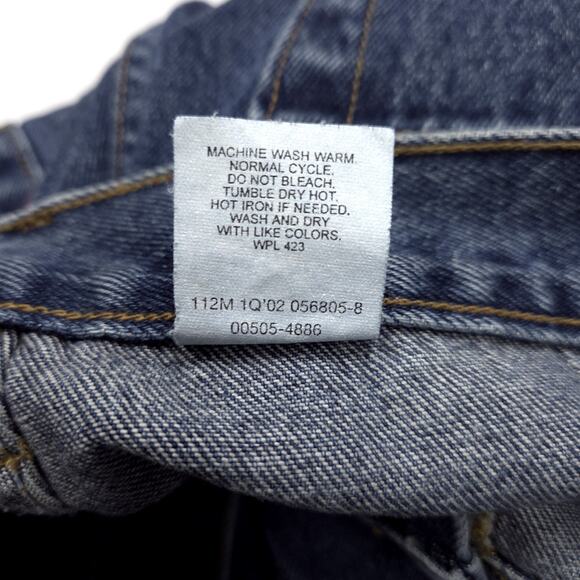 MACHINE WASH WARM.
NORMAL CYCLE.
DO NOT BLEACH.
TUMBLE DRY HOT.
HOT IRON IF NEEDED.
WASH AND DRY
WITH LIKE COLORS.
WPL 423
112M 1Q'02 056805-8
00505-4886